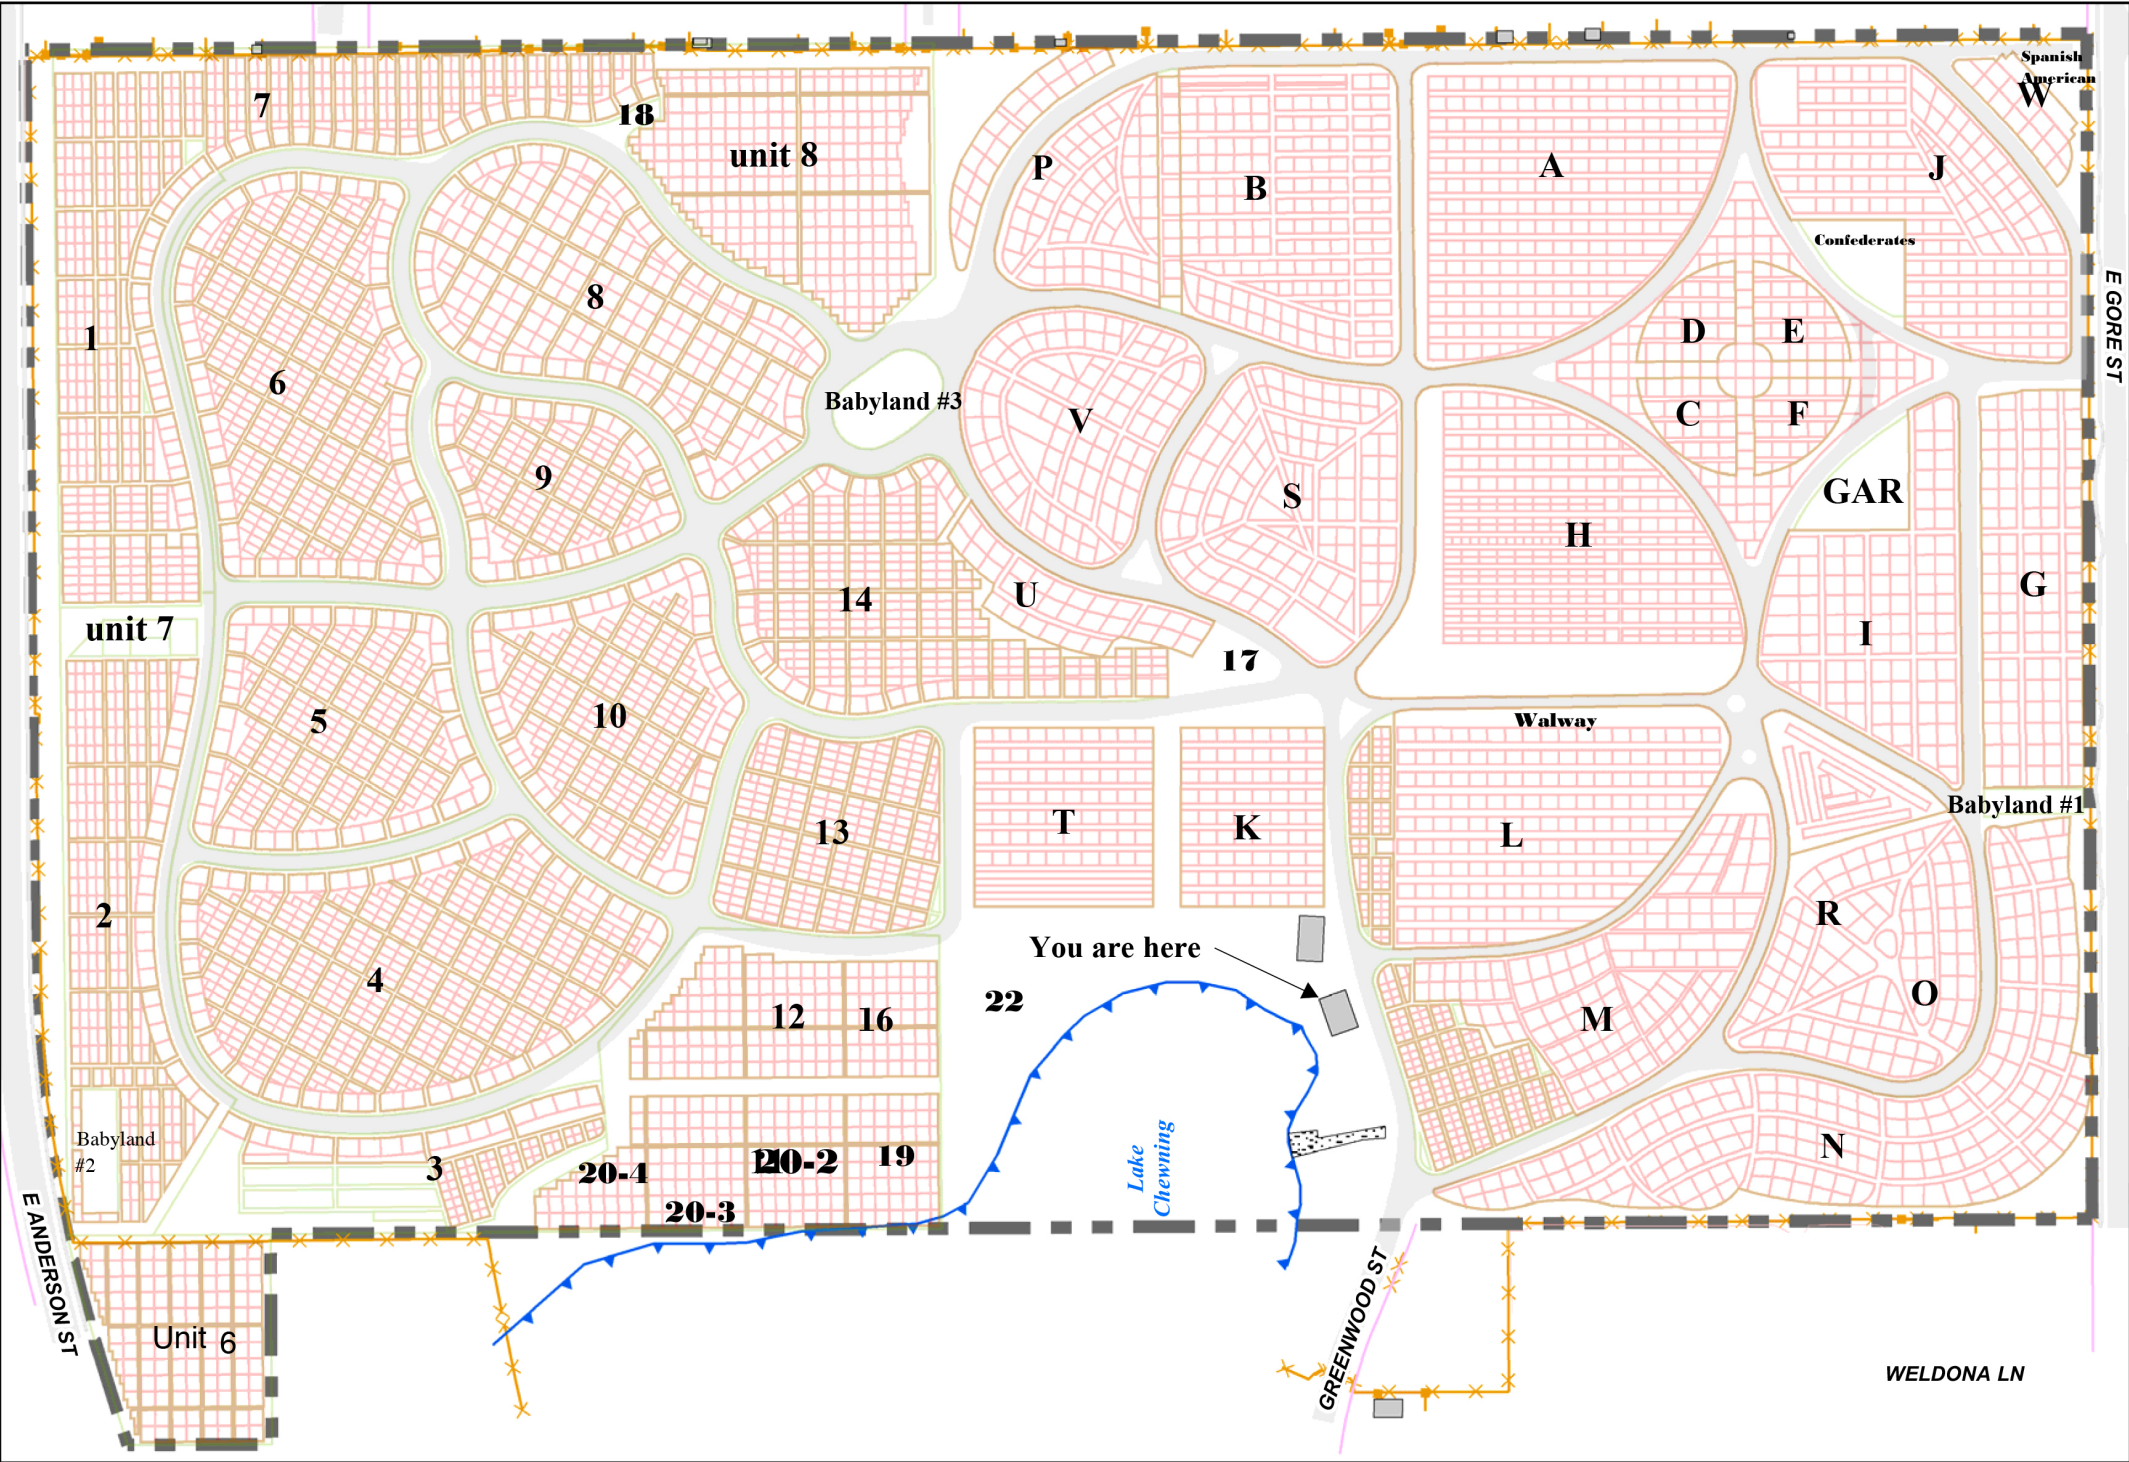 Spanish
American
W
7
18
unit 8
P
B
A
J
Confederates
E GORE ST
1
6
8
D
E
Babyland #3
V
C
F
9
S
GAR
H
14
U
G
unit 7
I
17
5
10
Walway
13
T
K
L
Babyland #1
2
R
4
You are here
22
O
12
16
M
Babyland
#2
3
20-4
20-2
19
Lake
Chewning
N
20-3
E ANDERSON ST
Unit 6
GREENWOOD ST
WELDONA LN